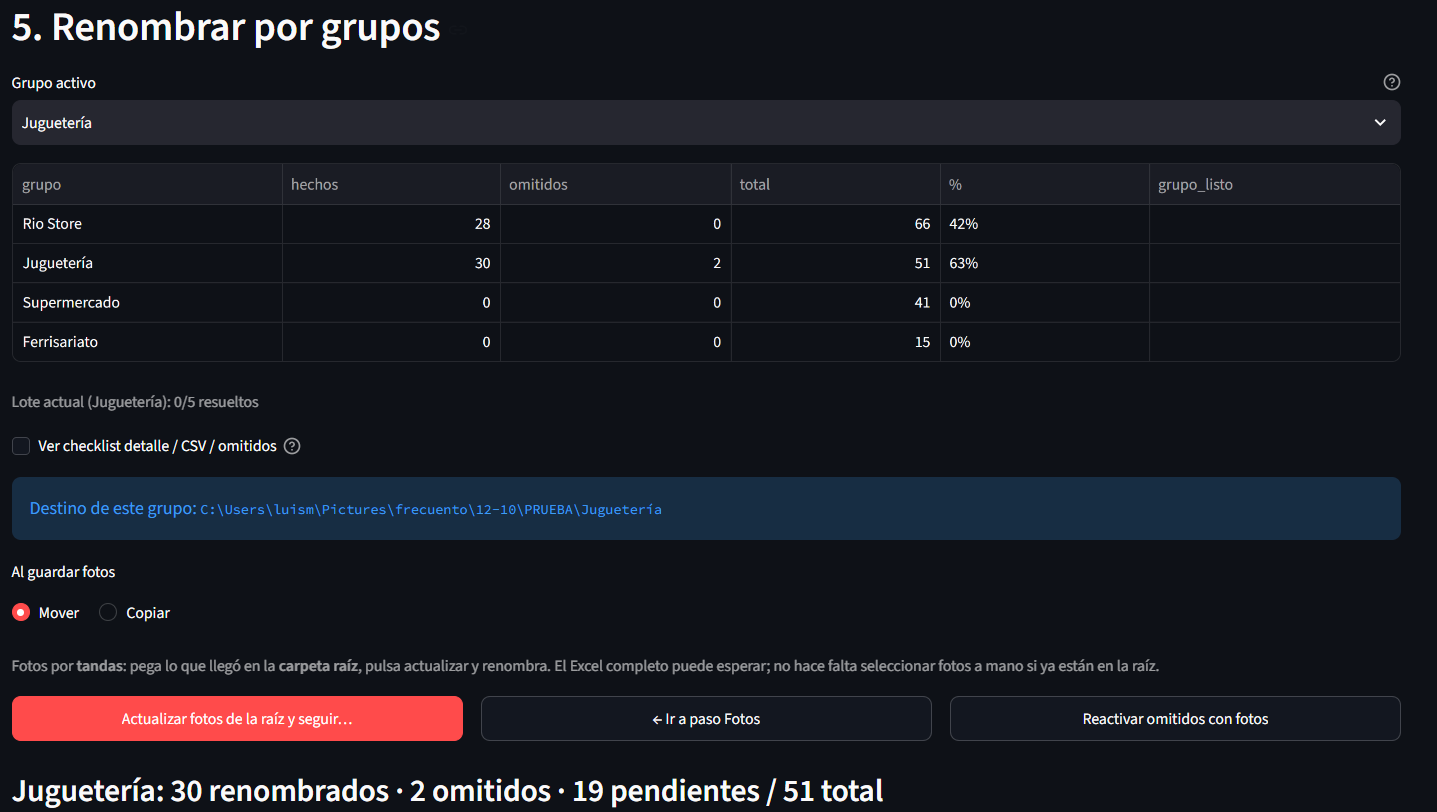 5. Renombrar por grupos
Grupo activo
Juguetería
grupo hechos omitidos total % grupo_listo
Rio Store 28 0 66 42%
Juguetería 30 2 51 63%
Supermercado 0 0 41 0%
Ferrisariato 0 0 15 0%
Lote actual (Juguetería): 0/5 resueltos
Ver checklist detalle / CSV / omitidos
Destino de este grupo: C:\Users\luism\Pictures\frecuento\12-10\PRUEBA\Juguetería
Al guardar fotos
Mover Copiar
Fotos por tandas: pega lo que llegó en la carpeta raíz, pulsa actualizar y renombra. El Excel completo puede esperar; no hace falta seleccionar fotos a mano si ya están en la raíz.
Actualizar fotos de la raíz y seguir... ← Ir a paso Fotos Reactivar omitidos con fotos
Juguetería: 30 renombrados · 2 omitidos · 19 pendientes / 51 total